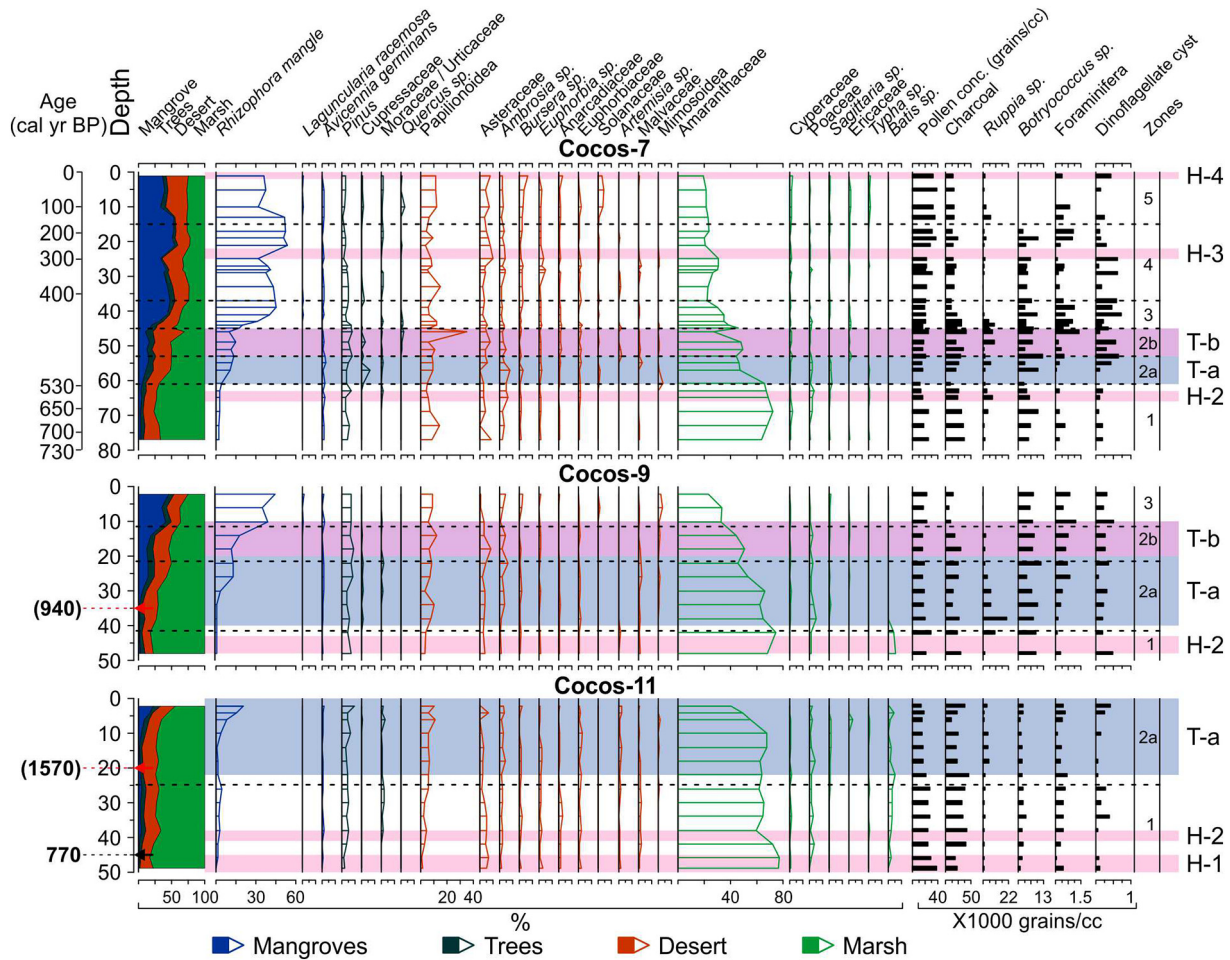 Age
(cal yr BP)
Depth
Mangrove
Trees
Desert
Marsh
Rhizophora mangle
Laguncularia racemosa
Avicennia germinans
Pinus
Cupressaceae
Moraceae / Urticaceae
Quercus sp.
Papilionoidea
Asteraceae
Ambrosia sp.
Bursera sp.
Euphorbia sp.
Anarcadiaceae
Euphorbiaceae
Solanaceae
Artemisia sp.
Malvaceae
Mimosoidea
Amaranthaceae
Cyperaceae
Poaceae
Sagittaria sp.
Ericaceae
Typha sp.
Batis sp.
Pollen conc. (grains/cc)
Charcoal
Ruppia sp.
Botryococcus sp.
Foraminifera
Dinoflagellate cyst
Zones
Cocos-7
0 0 H-4
5
100 10
200 20
300 H-3
4
30
400
40 3
50 2b T-b
2a T-a
530 60
H-2
650 70 1
700
730 80
Cocos-9
0
3
10
2b T-b
20
30 2a T-a
(940)
40
1 H-2
50
Cocos-11
0
10 2a T-a
(1570) 20
30
1
40 H-2
770
50 H-1
50 100 30 60 20 40 40 80 40 50 22 13 1.5 1
% X1000 grains/cc
Mangroves Trees Desert Marsh